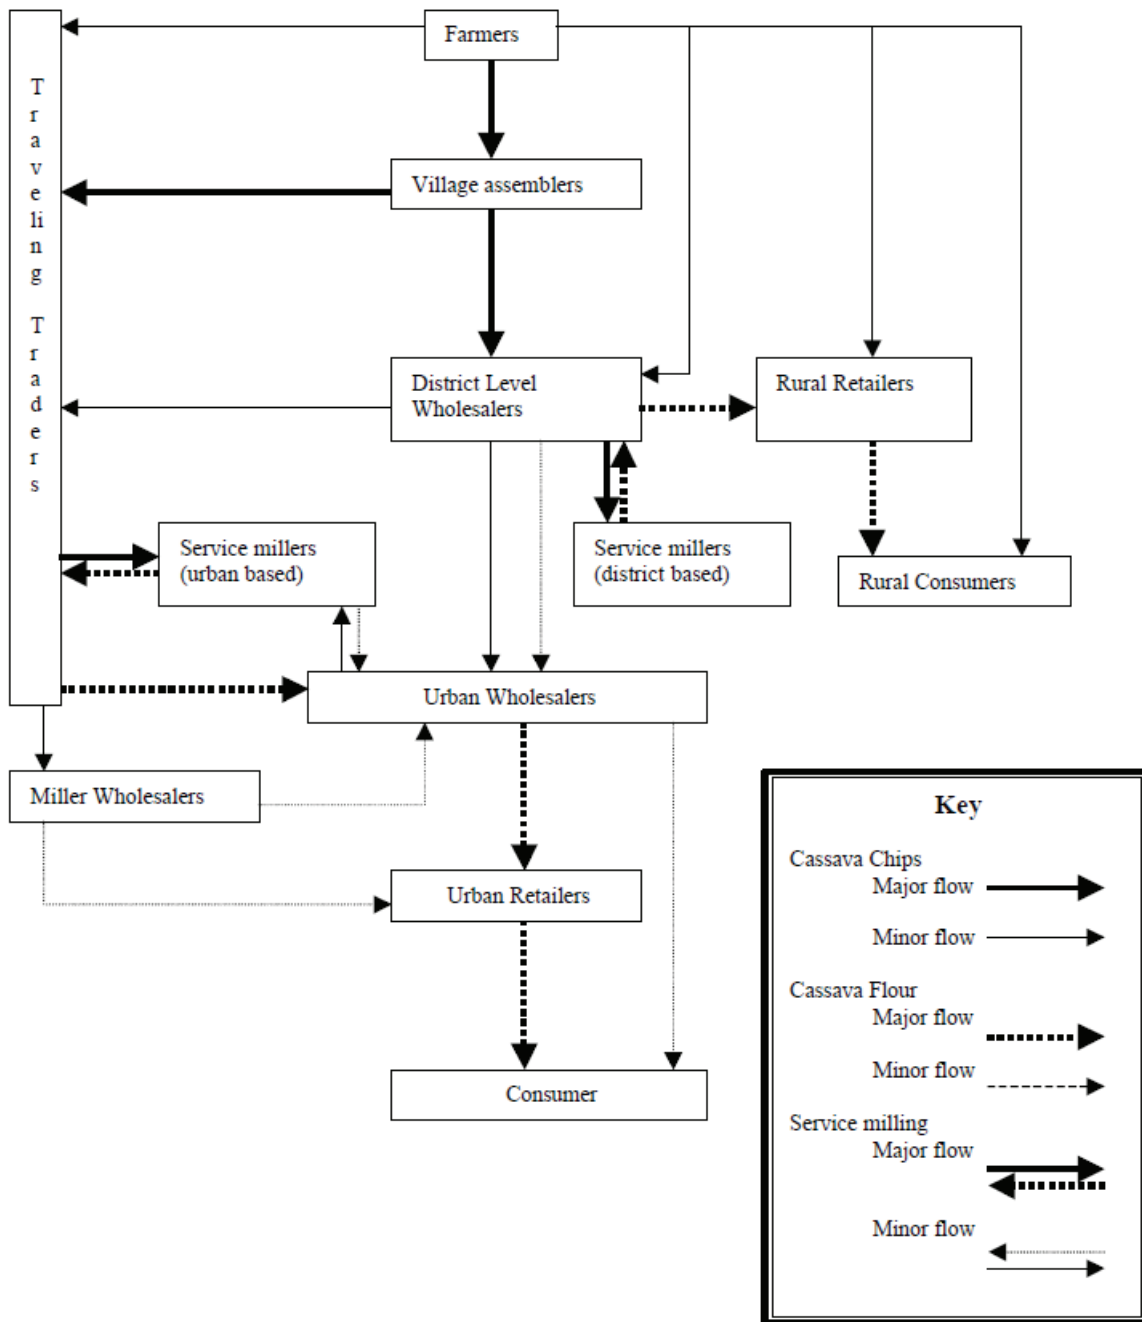 Farmers
Traveling Traders
Village assemblers
District Level
Wholesalers
Rural Retailers
Service millers
(urban based)
Service millers
(district based)
Rural Consumers
Urban Wholesalers
Miller Wholesalers
Urban Retailers
Consumer
Key
Cassava Chips
Major flow
Minor flow
Cassava Flour
Major flow
Minor flow
Service milling
Major flow
Minor flow